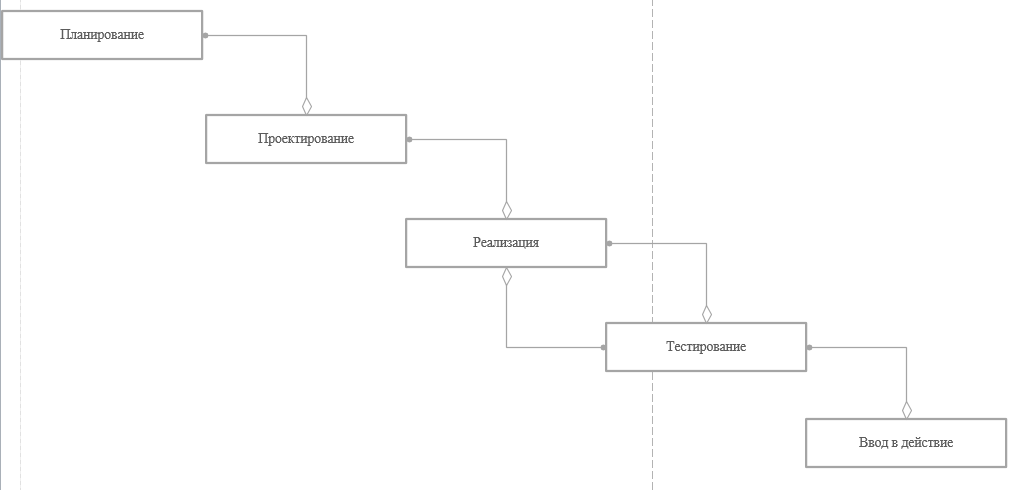 Планирование
Проектирование
Реализация
Тестирование
Ввод в действие